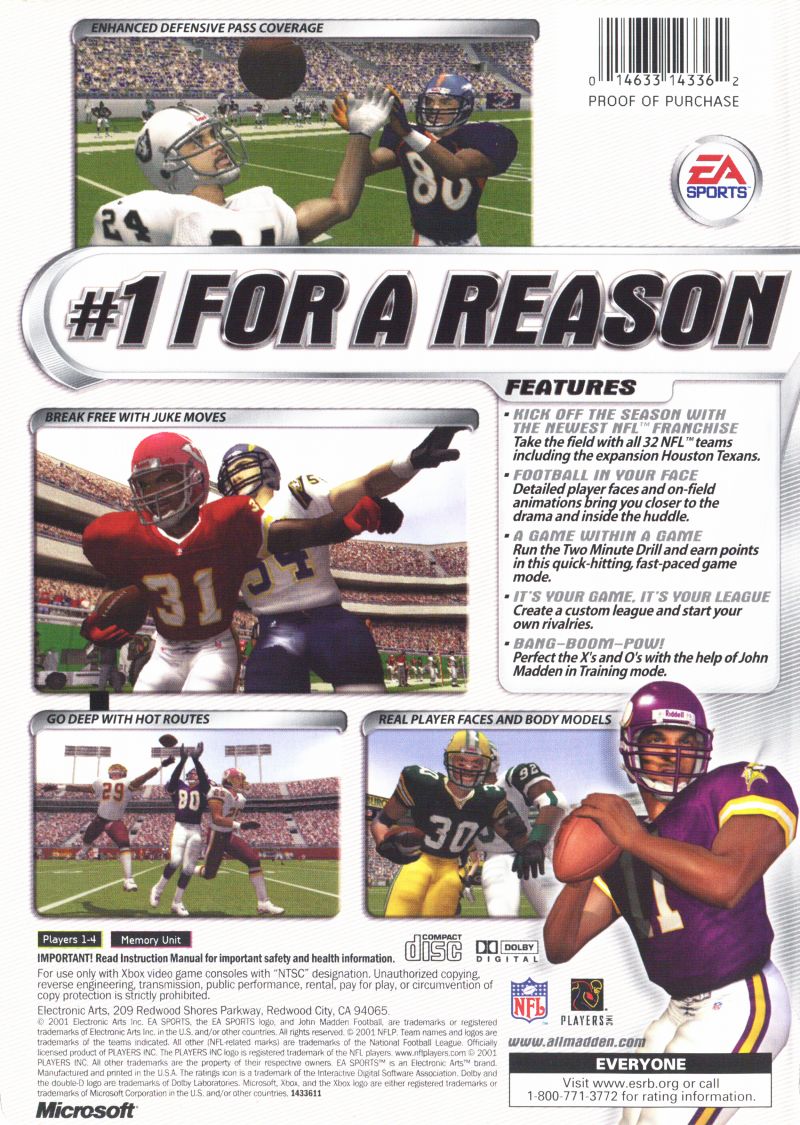 ENHANCED DEFENSIVE PASS COVERAGE
0 14633 14336 2
PROOF OF PURCHASE
EA
SPORTS™
24
80
#1 FOR A REASON
FEATURES
BREAK FREE WITH JUKE MOVES
31
54
▪ KICK OFF THE SEASON WITH
THE NEWEST NFL™ FRANCHISE
Take the field with all 32 NFL™ teams
including the expansion Houston Texans.
▪ FOOTBALL IN YOUR FACE
Detailed player faces and on-field
animations bring you closer to the
drama and inside the huddle.
▪ A GAME WITHIN A GAME
Run the Two Minute Drill and earn points
in this quick-hitting, fast-paced game
mode.
▪ IT'S YOUR GAME, IT'S YOUR LEAGUE
Create a custom league and start your
own rivalries.
▪ BANG-BOOM-POW!
Perfect the X's and O's with the help of John
Madden in Training mode.
GO DEEP WITH HOT ROUTES
29
80
REAL PLAYER FACES AND BODY MODELS
30
92
Riddell
11
Players 1-4
Memory Unit
COMPACT
disc
DOLBY
DIGITAL
IMPORTANT! Read Instruction Manual for important safety and health information.
For use only with Xbox video game consoles with "NTSC" designation. Unauthorized copying,
reverse engineering, transmission, public performance, rental, pay for play, or circumvention of
copy protection is strictly prohibited.
Electronic Arts, 209 Redwood Shores Parkway, Redwood City, CA 94065.
© 2001 Electronic Arts Inc. EA SPORTS, the EA SPORTS logo, and John Madden Football, are trademarks or registered
trademarks of Electronic Arts Inc. in the U.S. and/or other countries. All rights reserved. © 2001 NFLP. Team names and logos are
trademarks of the teams indicated. All other (NFL-related marks) are trademarks of the National Football League. Officially
licensed product of PLAYERS INC. The PLAYERS INC logo is registered trademark of the NFL players. www.nflplayers.com © 2001
PLAYERS INC. All other trademarks are the property of their respective owners. EA SPORTS™ is an Electronic Arts™ brand.
Manufactured and printed in the U.S.A. The ratings icon is a trademark of the Interactive Digital Software Association. Dolby and
the double-D logo are trademarks of Dolby Laboratories. Microsoft, Xbox, and the Xbox logo are either registered trademarks or
trademarks of Microsoft Corporation in the U.S. and/or other countries. 1433611
Microsoft®
NFL
PLAYERS INC
www.allmadden.com
EVERYONE
Visit www.esrb.org or call
1-800-771-3772 for rating information.